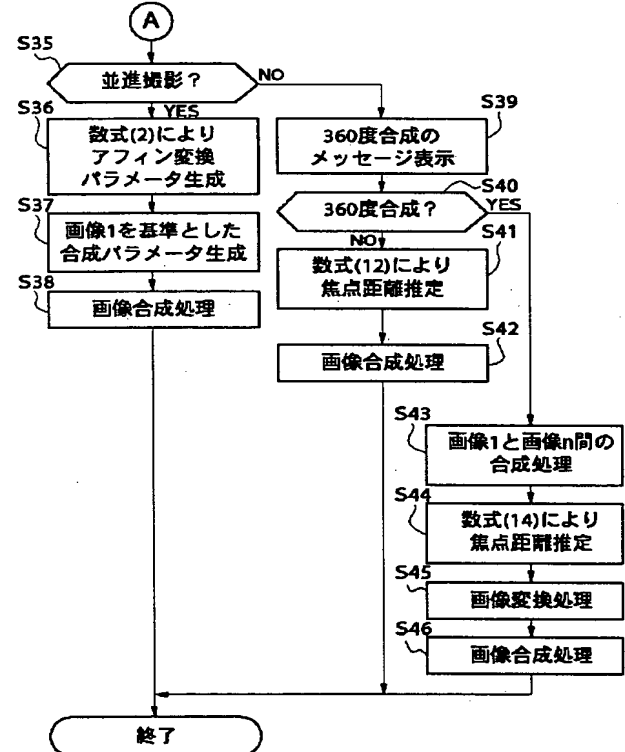 A
S35
並進撮影?
NO
YES
S36
数式(2)により
アフィン変換
パラメータ生成
S37
画像1を基準とした
合成パラメータ生成
S38
画像合成処理
S39
360度合成の
メッセージ表示
S40
360度合成?
YES
NO
S41
数式(12)により
焦点距離推定
S42
画像合成処理
S43
画像1と画像n間の
合成処理
S44
数式(14)により
焦点距離推定
S45
画像変換処理
S46
画像合成処理
終了